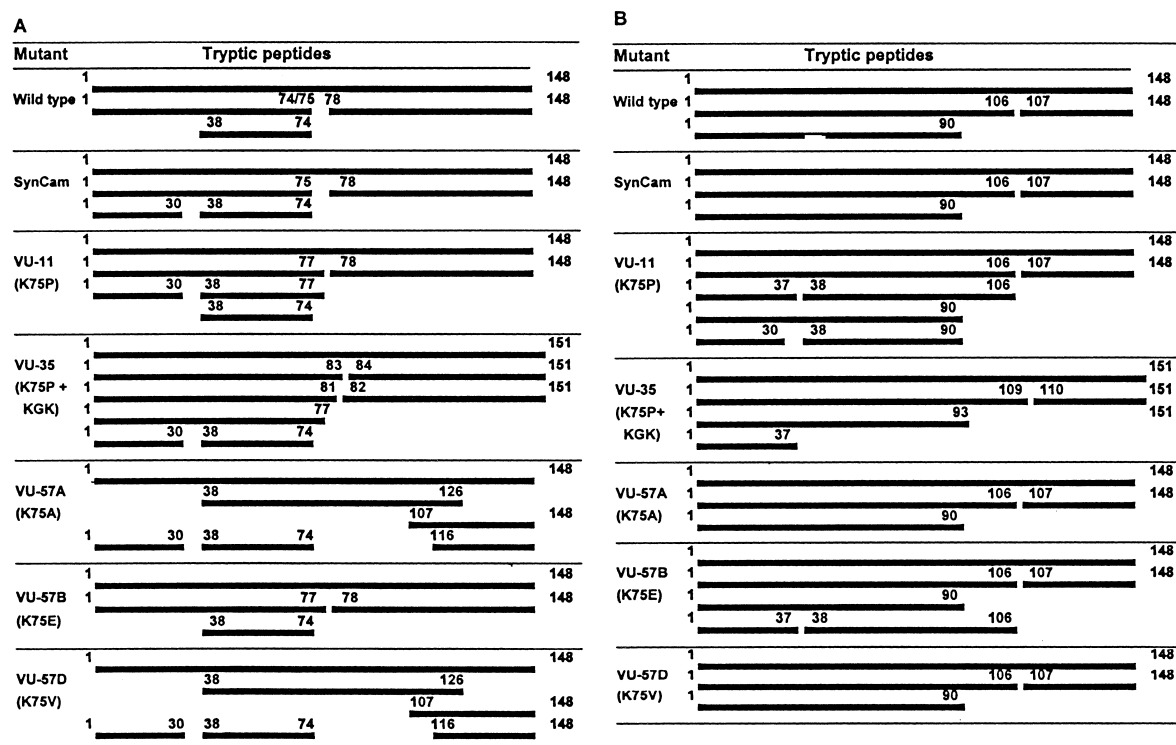 A
Mutant Tryptic peptides
1 148
Wild type 1 74/75 78 148
38 74
1 148
SynCam 1 75 78 148
1 30 38 74
1 148
VU-11 1 77 78 148
(K75P) 1 30 38 77
38 74
1 151
VU-35 1 83 84 151
(K75P + 1 81 82 151
KGK) 1 77
1 30 38 74
1 148
VU-57A 38 126
(K75A) 107 148
1 30 38 74 116 148
1 148
VU-57B 1 77 78 148
(K75E) 38 74
1 148
VU-57D 38 126
(K75V) 107 148
1 30 38 74 116 148
B
Mutant Tryptic peptides
1 148
Wild type 1 106 107 148
1 90
1 148
SynCam 1 106 107 148
1 90
1 148
VU-11 1 106 107 148
(K75P) 1 37 38 106
1 90
1 30 38 90
1 151
VU-35 1 109 110 151
(K75P+ 1 93 151
KGK) 1 37
1 148
VU-57A 1 106 107 148
(K75A) 1 90
1 148
VU-57B 1 106 107 148
(K75E) 1 90
1 37 38 106
1 148
VU-57D 1 106 107 148
(K75V) 1 90